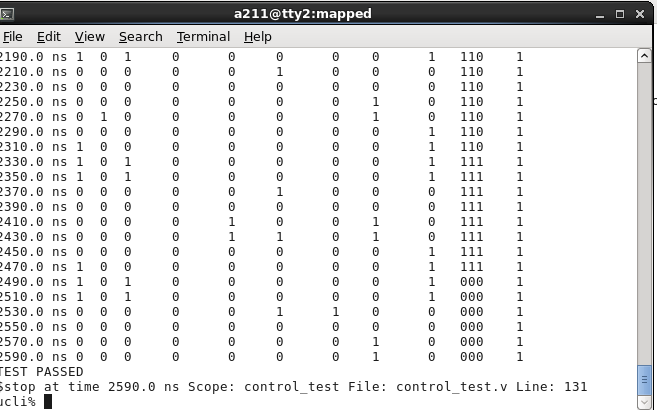 a211@tty2:mapped
File Edit View Search Terminal Help
2190.0 ns 1 0 1 0 0 0 0 0 1 110 1
2210.0 ns 0 0 0 0 0 1 0 0 0 110 1
2230.0 ns 0 0 0 0 0 0 0 0 0 110 1
2250.0 ns 0 0 0 0 0 0 0 1 0 110 1
2270.0 ns 0 1 0 0 0 0 0 1 0 110 1
2290.0 ns 0 0 0 0 0 0 0 0 1 110 1
2310.0 ns 1 0 0 0 0 0 0 0 1 110 1
2330.0 ns 1 0 1 0 0 0 0 0 1 111 1
2350.0 ns 1 0 1 0 0 0 0 0 1 111 1
2370.0 ns 0 0 0 0 0 1 0 0 0 111 1
2390.0 ns 0 0 0 0 0 0 0 0 0 111 1
2410.0 ns 0 0 0 0 1 0 0 1 0 111 1
2430.0 ns 0 0 0 0 1 1 0 1 0 111 1
2450.0 ns 0 0 0 0 0 0 0 0 1 111 1
2470.0 ns 1 0 0 0 0 0 0 0 1 111 1
2490.0 ns 1 0 1 0 0 0 0 0 1 000 1
2510.0 ns 1 0 1 0 0 0 0 0 1 000 1
2530.0 ns 0 0 0 0 0 1 1 0 0 000 1
2550.0 ns 0 0 0 0 0 0 0 0 0 000 1
2570.0 ns 0 0 0 0 0 0 0 1 0 000 1
2590.0 ns 0 0 0 0 0 0 0 1 0 000 1
TEST PASSED
$stop at time 2590.0 ns Scope: control_test File: control_test.v Line: 131
ucli%